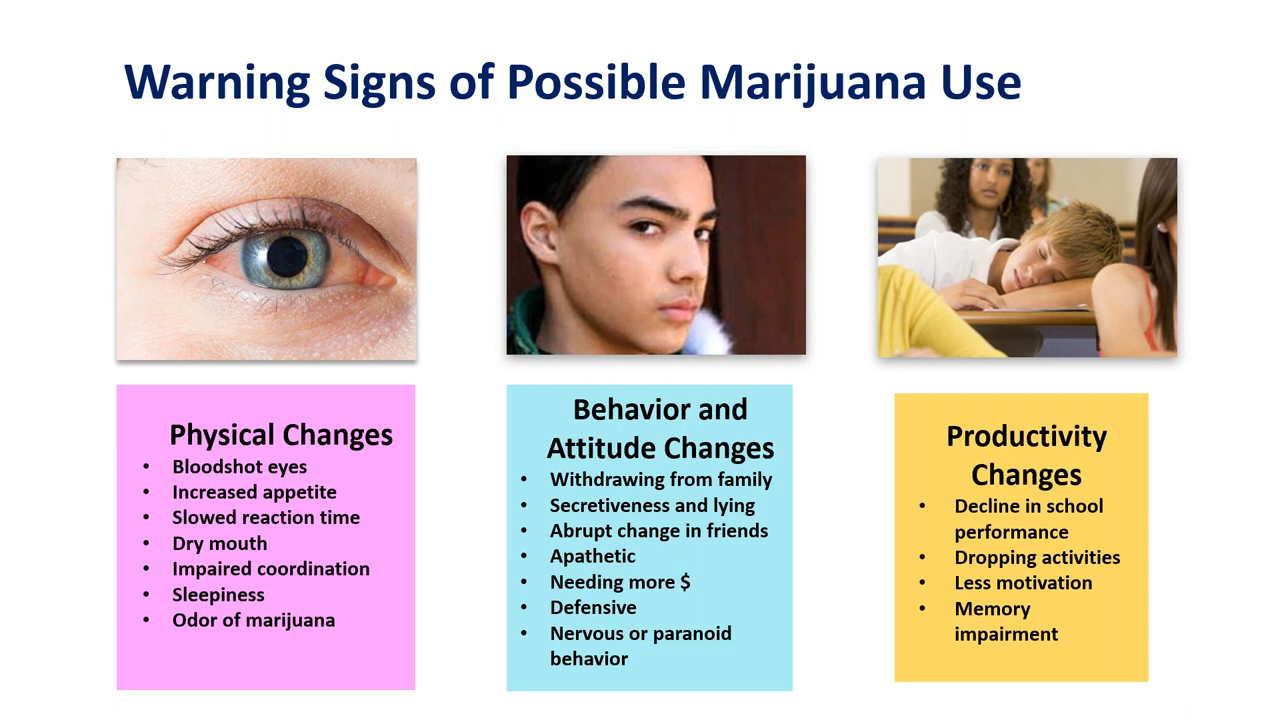 Warning Signs of Possible Marijuana Use
Physical Changes
• Bloodshot eyes
• Increased appetite
• Slowed reaction time
• Dry mouth
• Impaired coordination
• Sleepiness
• Odor of marijuana
Behavior and
Attitude Changes
• Withdrawing from family
• Secretiveness and lying
• Abrupt change in friends
• Apathetic
• Needing more $
• Defensive
• Nervous or paranoid
behavior
Productivity
Changes
• Decline in school
performance
• Dropping activities
• Less motivation
• Memory
impairment